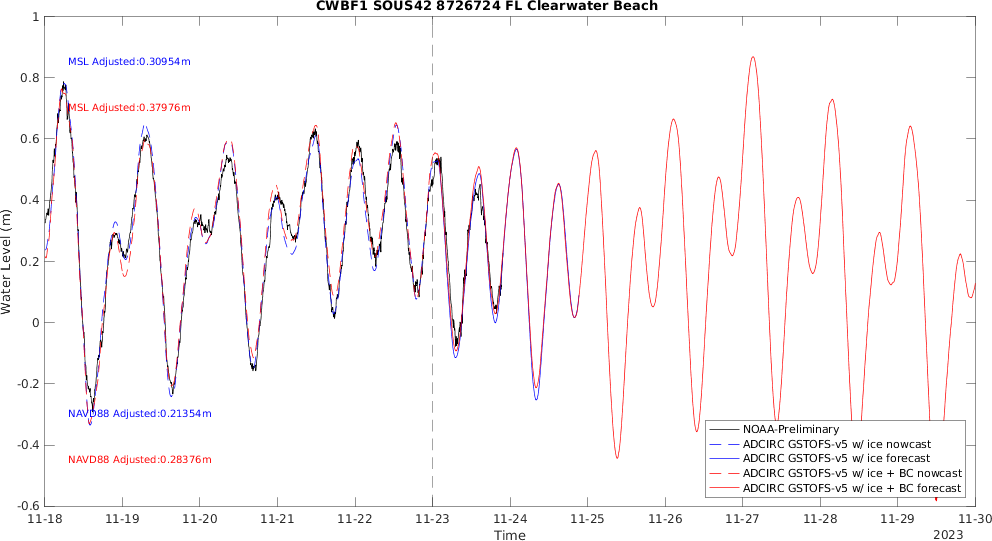 CWBF1 SOUS42 8726724 FL Clearwater Beach
1
0.8
0.6
0.4
0.2
0
-0.2
-0.4
-0.6
Water Level (m)
MSL Adjusted:0.30954m
MSL Adjusted:0.37976m
NAVD88 Adjusted:0.21354m
NAVD88 Adjusted:0.28376m
NOAA-Preliminary
ADCIRC GSTOFS-v5 w/ ice nowcast
ADCIRC GSTOFS-v5 w/ ice forecast
ADCIRC GSTOFS-v5 w/ ice + BC nowcast
ADCIRC GSTOFS-v5 w/ ice + BC forecast
11-18 11-19 11-20 11-21 11-22 11-23 11-24 11-25 11-26 11-27 11-28 11-29 11-30
Time
2023